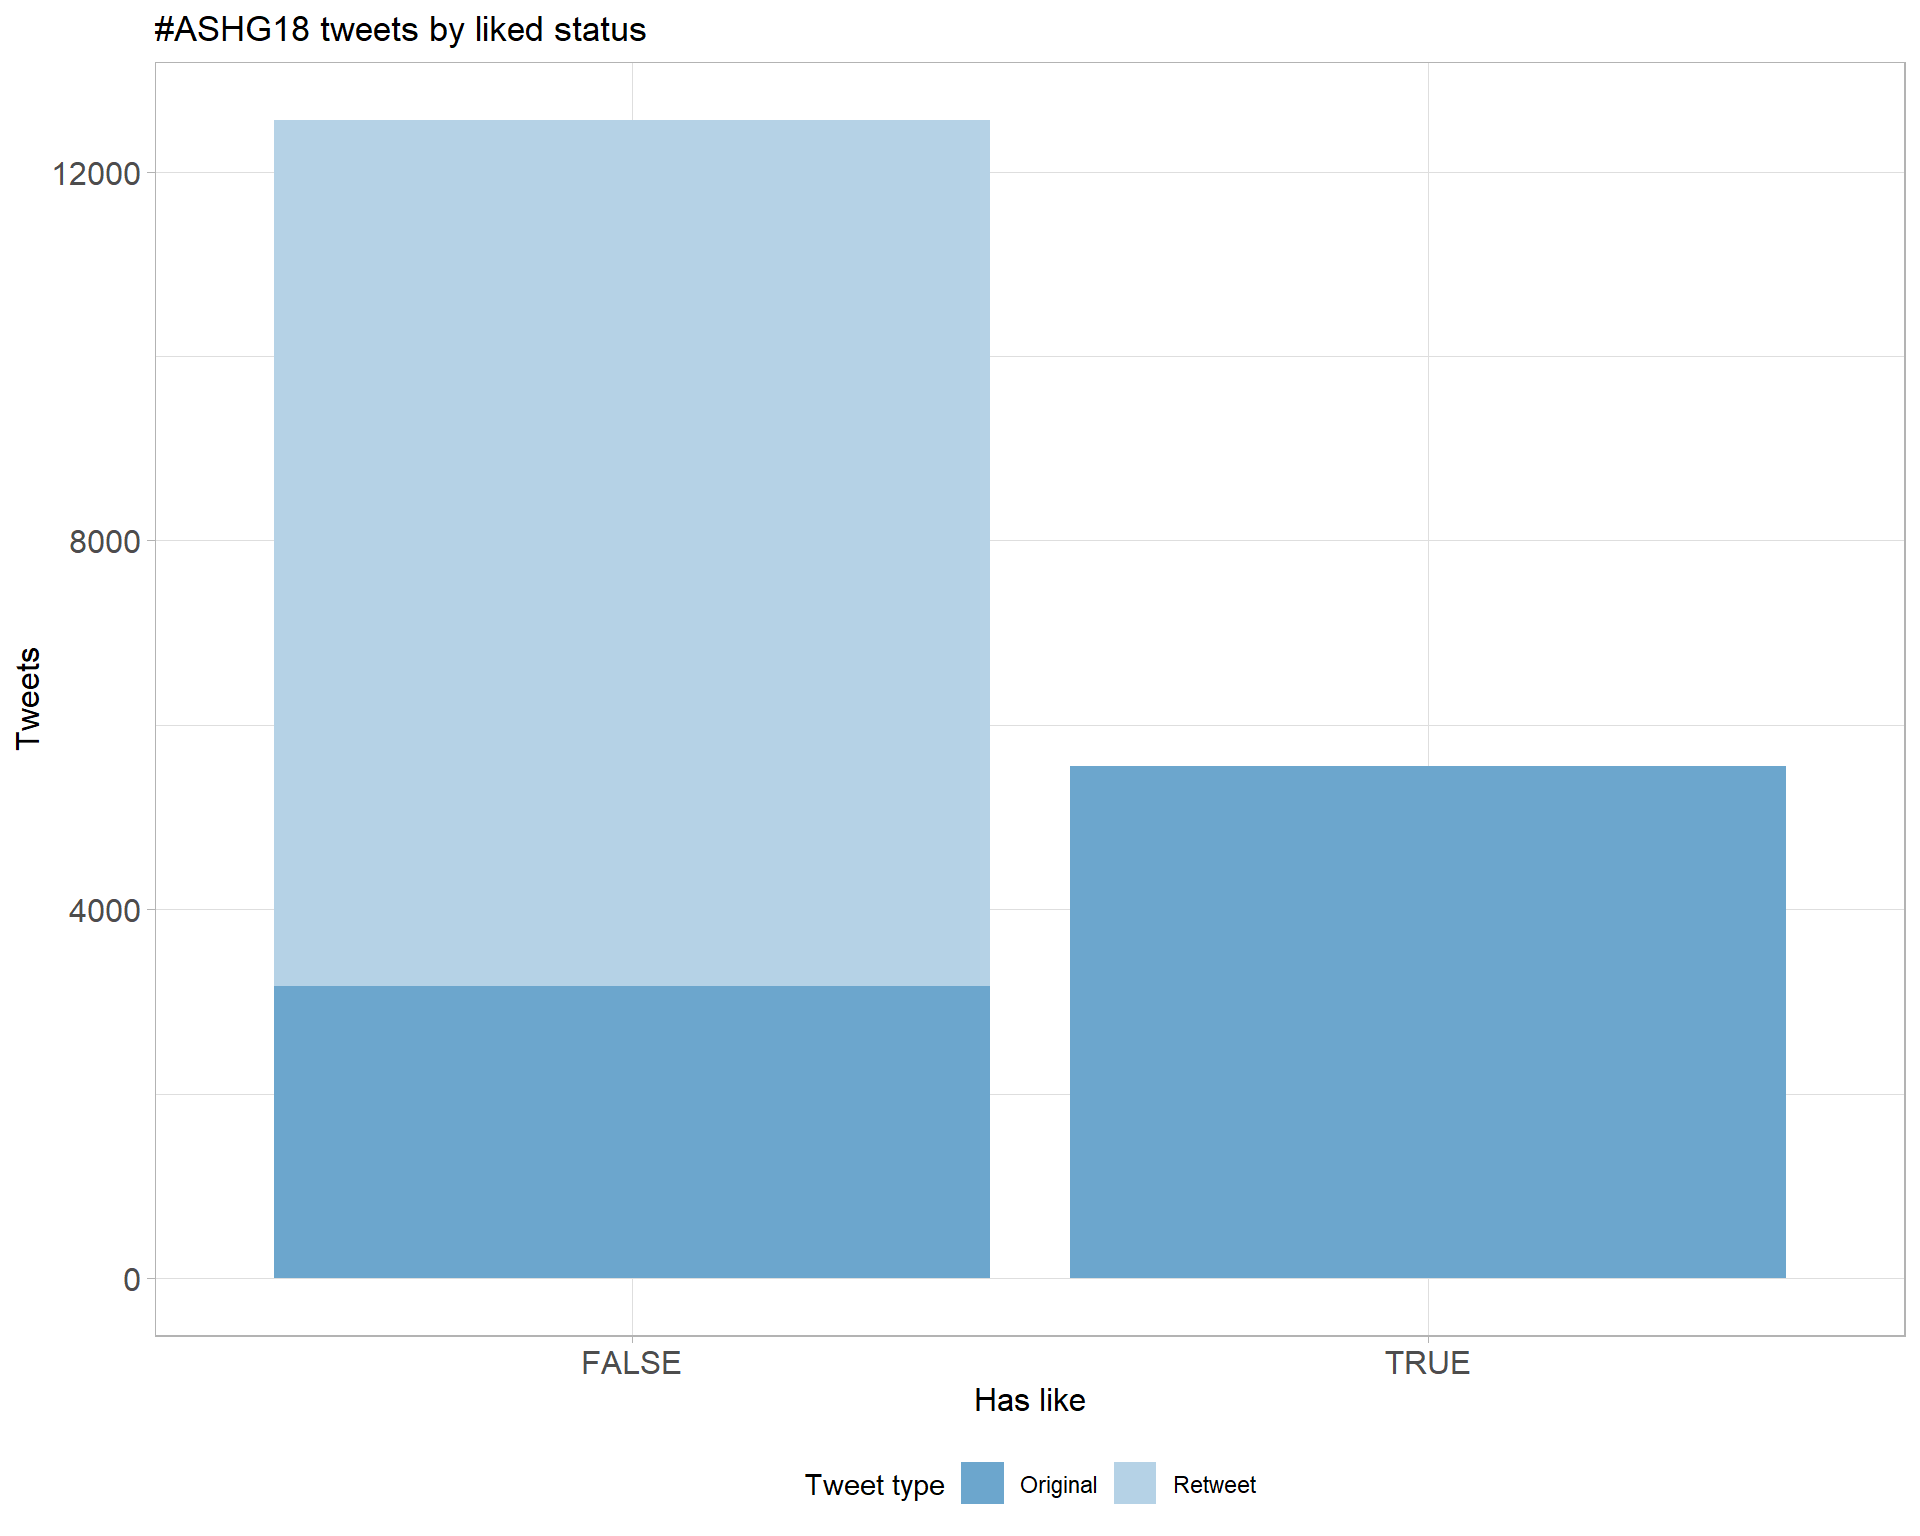 #ASHG18 tweets by liked status
Tweets
12000
8000
4000
0
FALSE TRUE
Has like
Tweet type Original Retweet